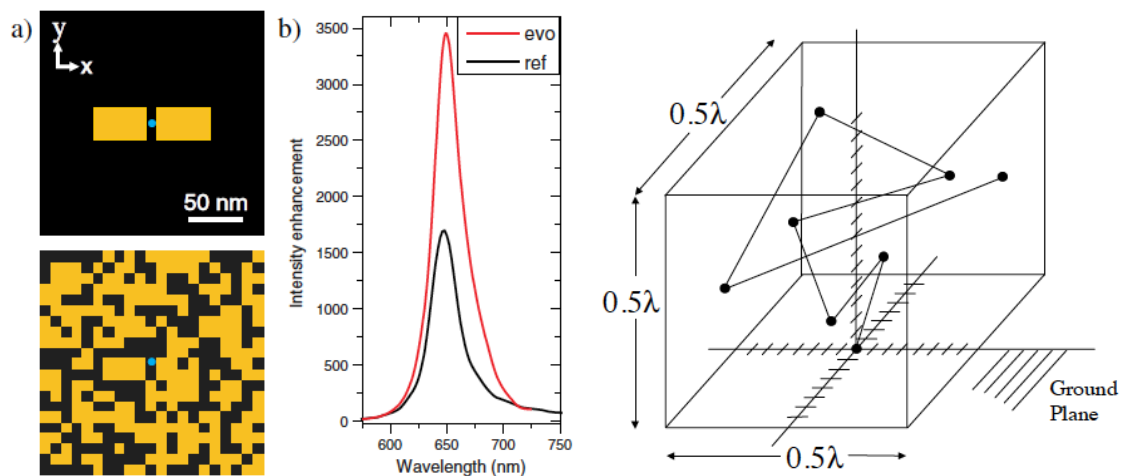 a)
y
x
50 nm
b)
3500
3000
2500
2000
1500
1000
500
0
Intensity enhancement
evo
ref
600
650
700
750
Wavelength (nm)
0.5λ
0.5λ
0.5λ
Ground
Plane